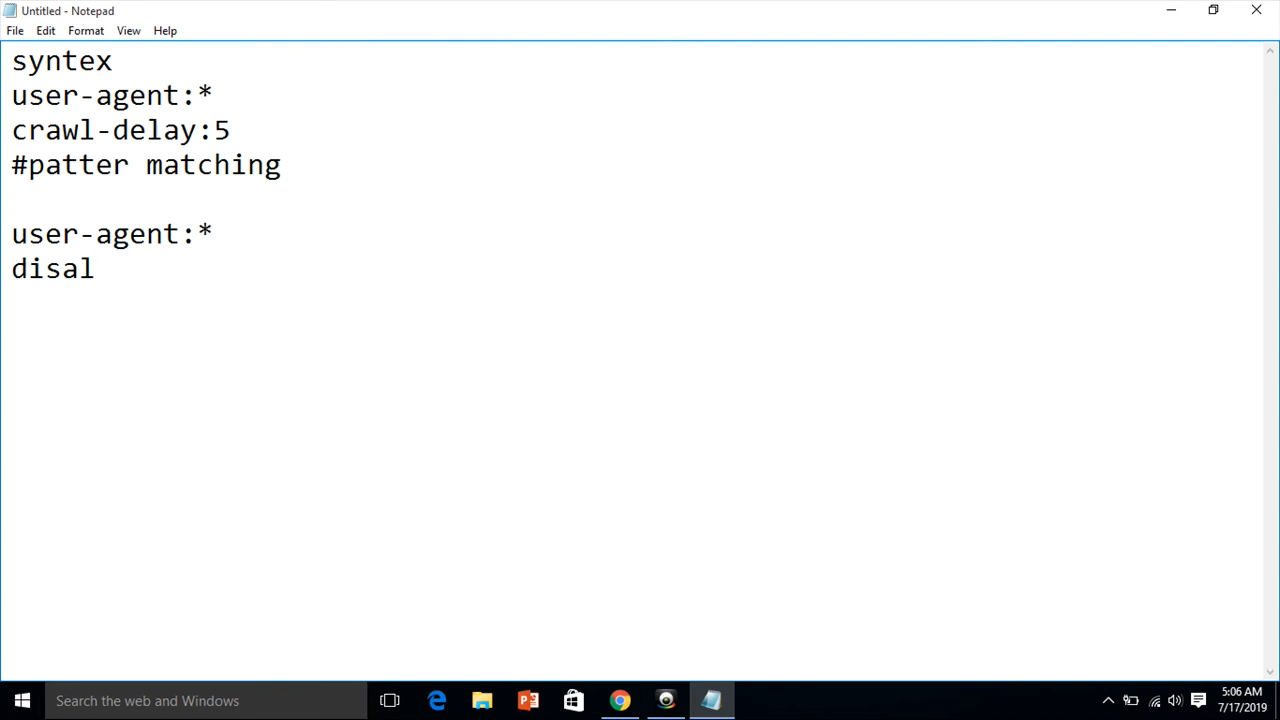 Untitled - Notepad
File Edit Format View Help
syntex
user-agent:*
crawl-delay:5
#patter matching
user-agent:*
disal
Search the web and Windows
5:06 AM
7/17/2019